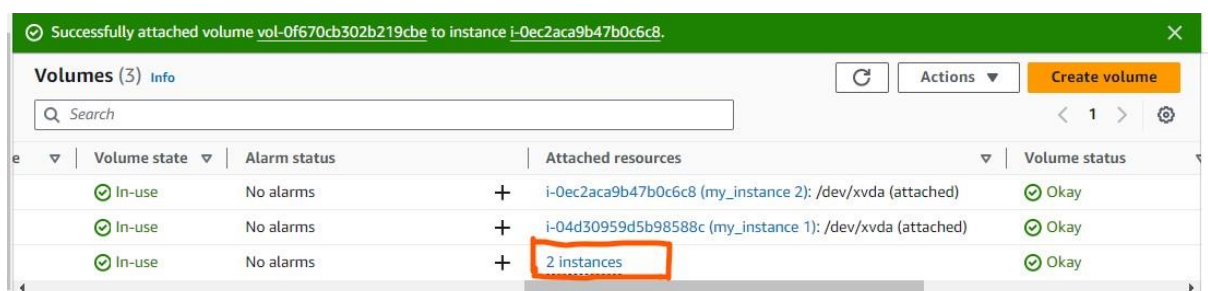 Successfully attached volume vol-0f670cb302b219cbe to instance i-0ec2aca9b47b0c6c8.
Volumes (3) Info
Actions
Create volume
Search
1
e Volume state Alarm status Attached resources Volume status
In-use No alarms + i-0ec2aca9b47b0c6c8 (my_instance 2): /dev/xvda (attached) Okay
In-use No alarms + i-04d30959d5b98588c (my_instance 1): /dev/xvda (attached) Okay
In-use No alarms + 2 instances Okay